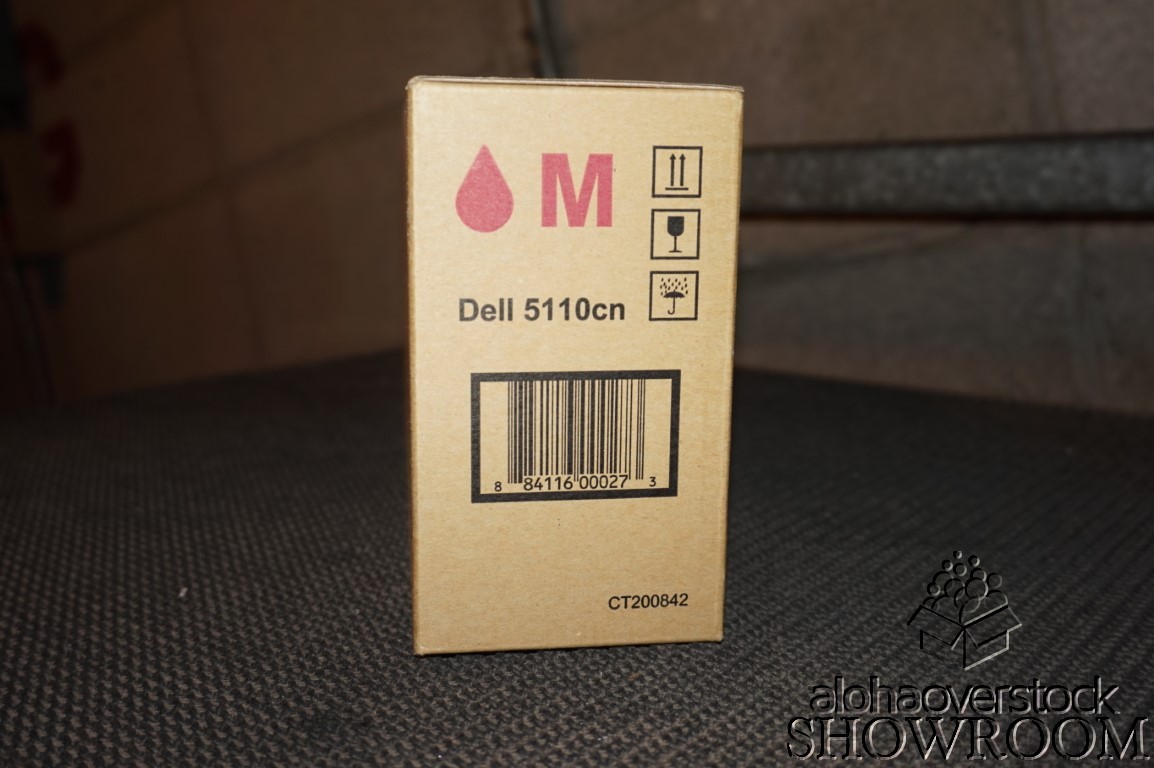 M
Dell 5110cn
8 84116 00027 3
CT200842
alohaoverstock
SHOWROOM